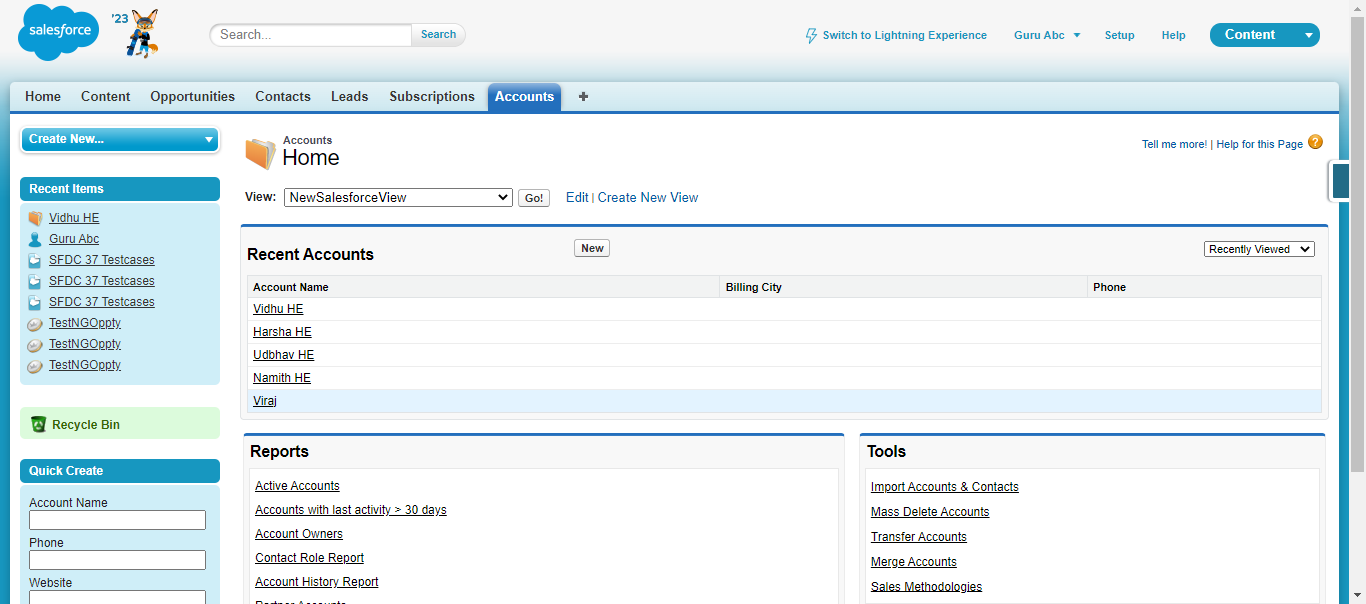 salesforce
'23
Search...
Search
Switch to Lightning Experience
Guru Abc
Setup
Help
Content
Home
Content
Opportunities
Contacts
Leads
Subscriptions
Accounts
+
Create New...
Recent Items
Vidhu HE
Guru Abc
SFDC 37 Testcases
SFDC 37 Testcases
SFDC 37 Testcases
TestNGOppty
TestNGOppty
TestNGOppty
Recycle Bin
Quick Create
Account Name
Phone
Website
Accounts
Home
Tell me more! | Help for this Page ?
View: NewSalesforceView Go! Edit | Create New View
Recent Accounts
New
Recently Viewed
Account Name Billing City Phone
Vidhu HE
Harsha HE
Udbhav HE
Namith HE
Viraj
Reports
Active Accounts
Accounts with last activity > 30 days
Account Owners
Contact Role Report
Account History Report
Partner Accounts
Tools
Import Accounts & Contacts
Mass Delete Accounts
Transfer Accounts
Merge Accounts
Sales Methodologies